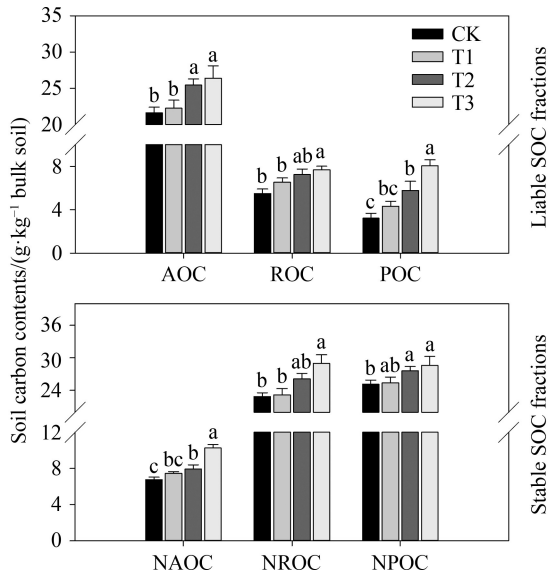 Soil carbon contents/(g·kg⁻¹ bulk soil)
35
30
25
20
8
4
0
CK
T1
T2
T3
b b a a
b b ab a
c bc b a
AOC ROC POC
Liable SOC fractions
36
30
24
12
8
4
0
c bc b a
b b ab a
b ab a a
NAOC NROC NPOC
Stable SOC fractions